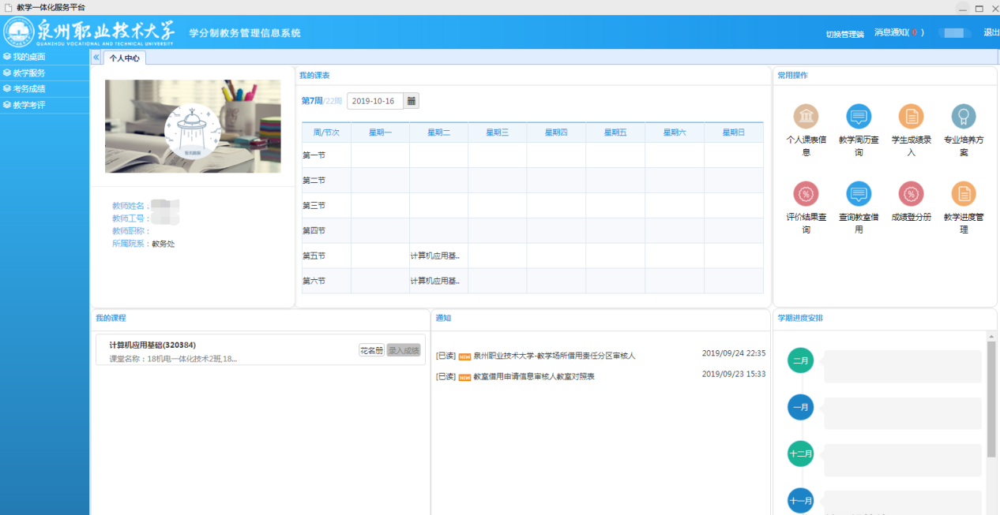 教学一体化服务平台
泉州职业技术大学
QUANZHOU VOCATIONAL AND TECHNICAL UNIVERSITY
学分制教务管理信息系统
切换管理端
消息通知( 0 )
退出
我的桌面
教学服务
考务成绩
教学考评
个人中心
暂无数据
教师姓名：
教师工号：
教师职称：
所属院系：教务处
我的课表
第7周/22周
2019-10-16
周/节次 星期一 星期二 星期三 星期四 星期五 星期六 星期日
第一节
第二节
第三节
第四节
第五节 计算机应用基..
第六节 计算机应用基..
常用操作
个人课表信息
教学周历查询
学生成绩录入
专业培养方案
评价结果查询
查询教室借用
成绩登分册
教学进度管理
我的课程
计算机应用基础(320384)
课堂名称：18机电一体化技术2班,18...
花名册
录入成绩
通知
[已读] NEW 泉州职业技术大学-教学场所借用责任分区审核人 2019/09/24 22:35
[已读] NEW 教室借用申请信息审核人教室对照表 2019/09/23 15:33
学期进度安排
二月
一月
十二月
十一月